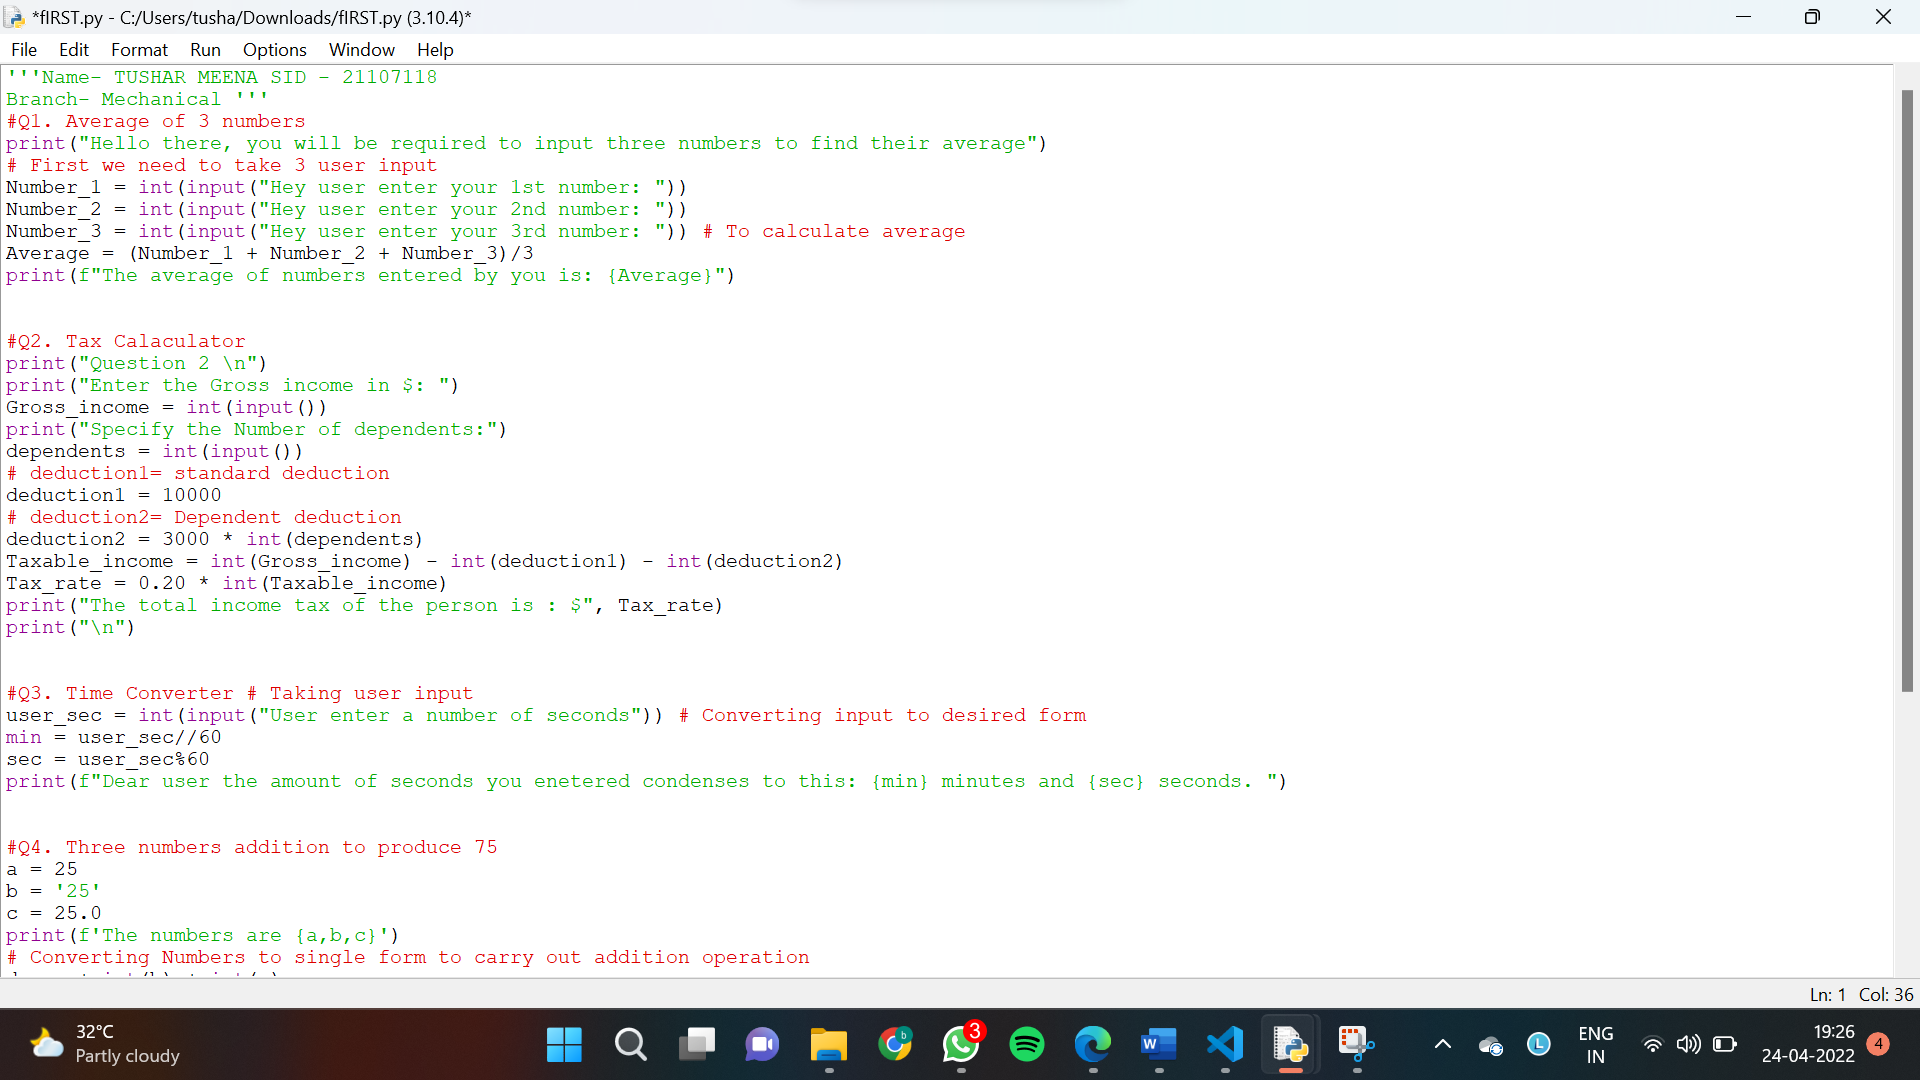 *fIRST.py - C:/Users/tusha/Downloads/fIRST.py (3.10.4)*
File Edit Format Run Options Window Help
'''Name- TUSHAR MEENA SID - 21107118
Branch- Mechanical '''
#Q1. Average of 3 numbers
print("Hello there, you will be required to input three numbers to find their average")
# First we need to take 3 user input
Number_1 = int(input("Hey user enter your 1st number: "))
Number_2 = int(input("Hey user enter your 2nd number: "))
Number_3 = int(input("Hey user enter your 3rd number: ")) # To calculate average
Average = (Number_1 + Number_2 + Number_3)/3
print(f"The average of numbers entered by you is: {Average}")
#Q2. Tax Calaculator
print("Question 2 \n")
print("Enter the Gross income in $: ")
Gross_income = int(input())
print("Specify the Number of dependents:")
dependents = int(input())
# deduction1= standard deduction
deduction1 = 10000
# deduction2= Dependent deduction
deduction2 = 3000 * int(dependents)
Taxable_income = int(Gross_income) - int(deduction1) - int(deduction2)
Tax_rate = 0.20 * int(Taxable_income)
print("The total income tax of the person is : $", Tax_rate)
print("\n")
#Q3. Time Converter # Taking user input
user_sec = int(input("User enter a number of seconds")) # Converting input to desired form
min = user_sec//60
sec = user_sec%60
print(f"Dear user the amount of seconds you enetered condenses to this: {min} minutes and {sec} seconds. ")
#Q4. Three numbers addition to produce 75
a = 25
b = '25'
c = 25.0
print(f'The numbers are {a,b,c}')
# Converting Numbers to single form to carry out addition operation
Ln: 1 Col: 36
32°C
Partly cloudy
b
3
W
L
ENG
IN
19:26
24-04-2022
4